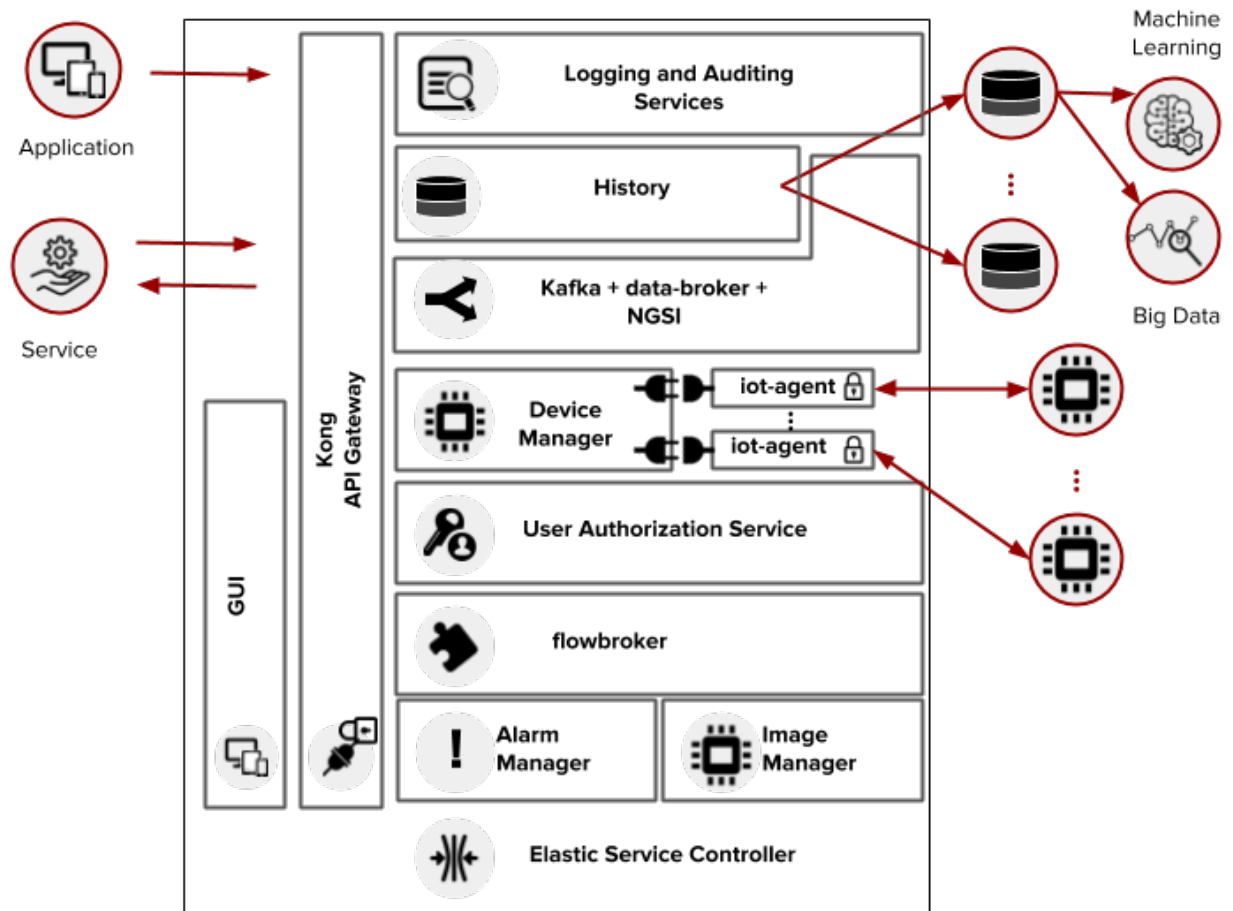 Machine
Learning
Application
Logging and Auditing
Services
History
Kafka + data-broker +
NGSI
Service
Big Data
Kong
API Gateway
Device
Manager
iot-agent
iot-agent
User Authorization Service
GUI
flowbroker
!
Alarm
Manager
Image
Manager
Elastic Service Controller